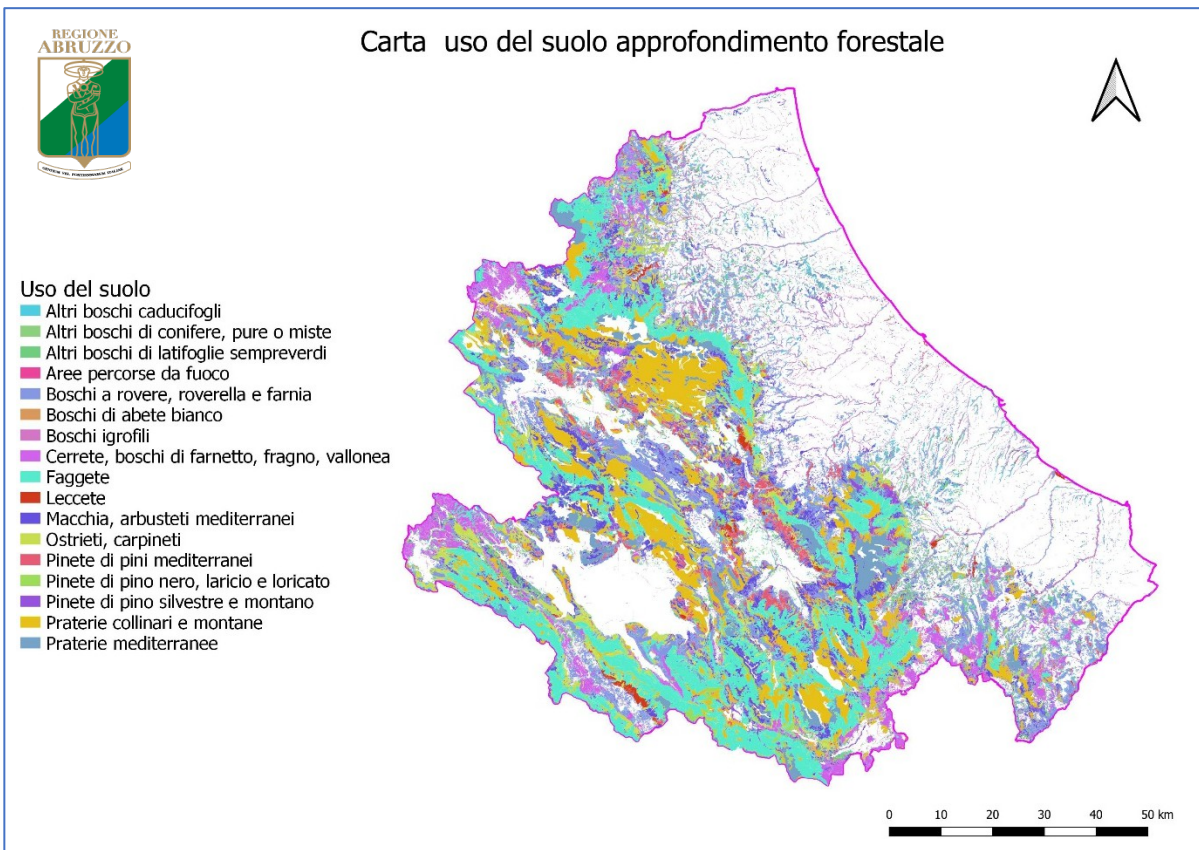 REGIONE
ABRUZZO
Carta uso del suolo approfondimento forestale
Uso del suolo
Altri boschi caducifogli
Altri boschi di conifere, pure o miste
Altri boschi di latifoglie sempreverdi
Aree percorse da fuoco
Boschi a rovere, roverella e farnia
Boschi di abete bianco
Boschi igrofili
Cerrete, boschi di farnetto, fragno, vallonea
Faggete
Leccete
Macchia, arbusteti mediterranei
Ostrieti, carpineti
Pinete di pini mediterranei
Pinete di pino nero, laricio e loricato
Pinete di pino silvestre e montano
Praterie collinari e montane
Praterie mediterranee
0 10 20 30 40 50 km